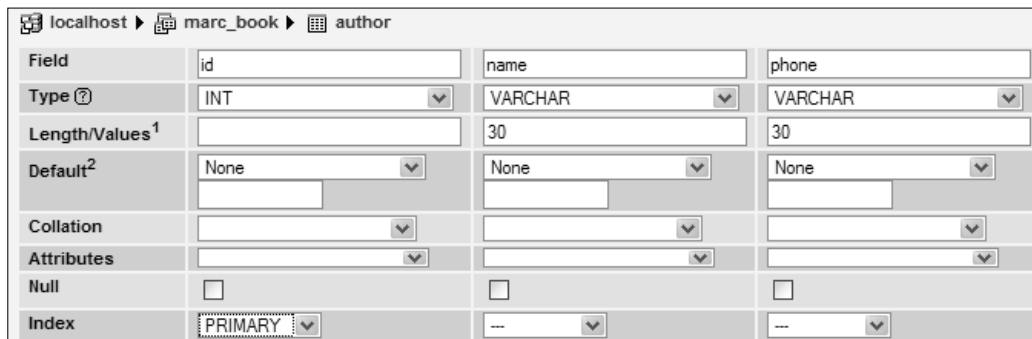 localhost marc_book author
Field id name phone
Type ? INT VARCHAR VARCHAR
Length/Values1 30 30
Default2 None None None
Collation
Attributes
Null
Index PRIMARY --- ---